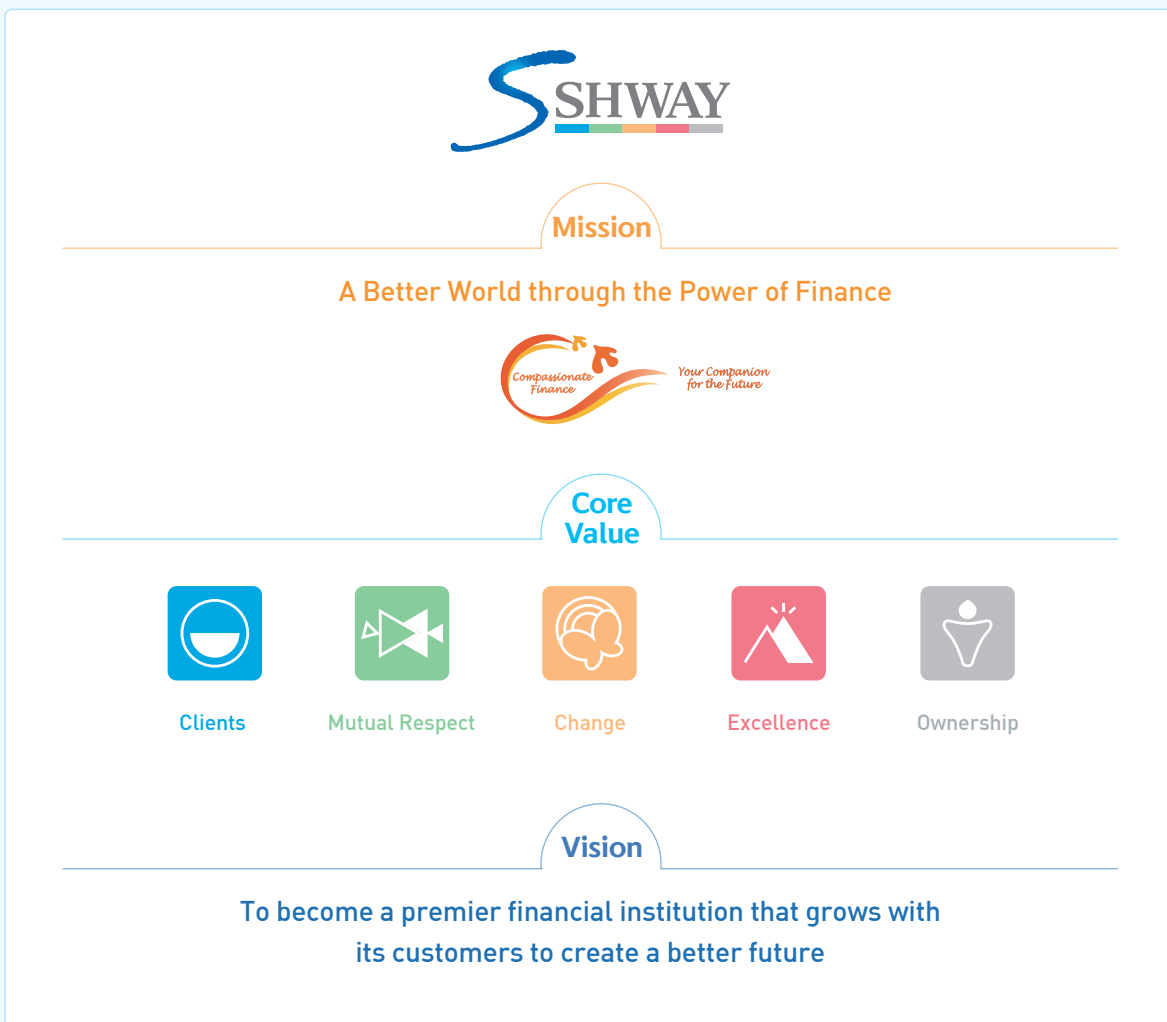 SSHWAY
Mission
A Better World through the Power of Finance
Compassionate
Finance
Your Companion
for the Future
Core
Value
Clients
Mutual Respect
Change
Excellence
Ownership
Vision
To become a premier financial institution that grows with
its customers to create a better future